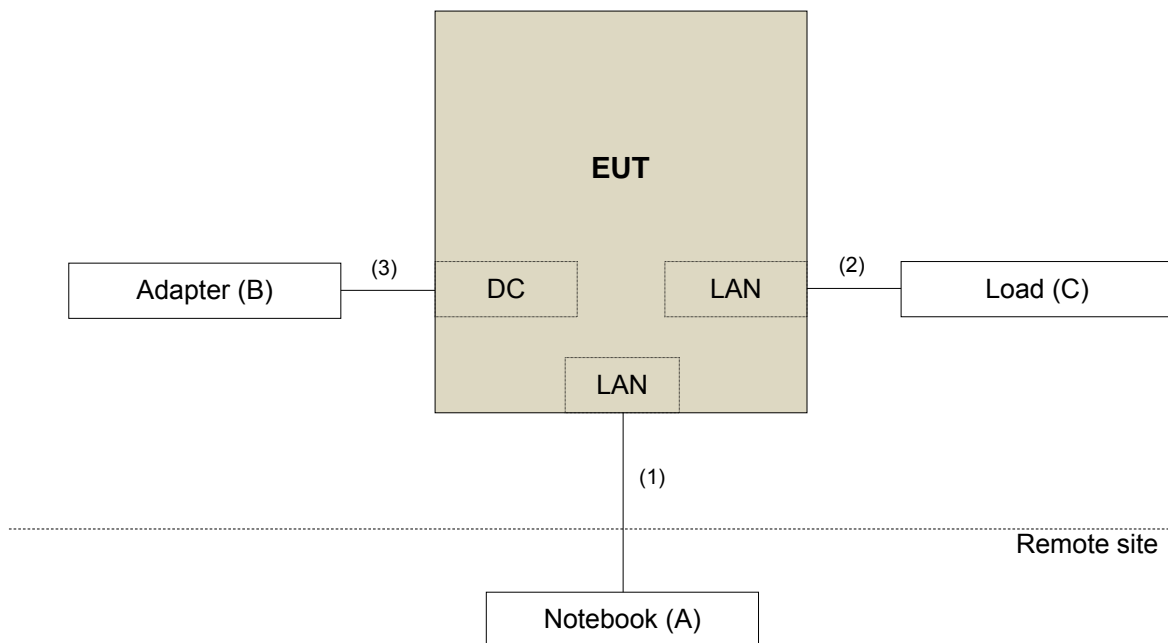 EUT
(3)
(2)
Adapter (B)
DC
LAN
Load (C)
LAN
(1)
Remote site
Notebook (A)